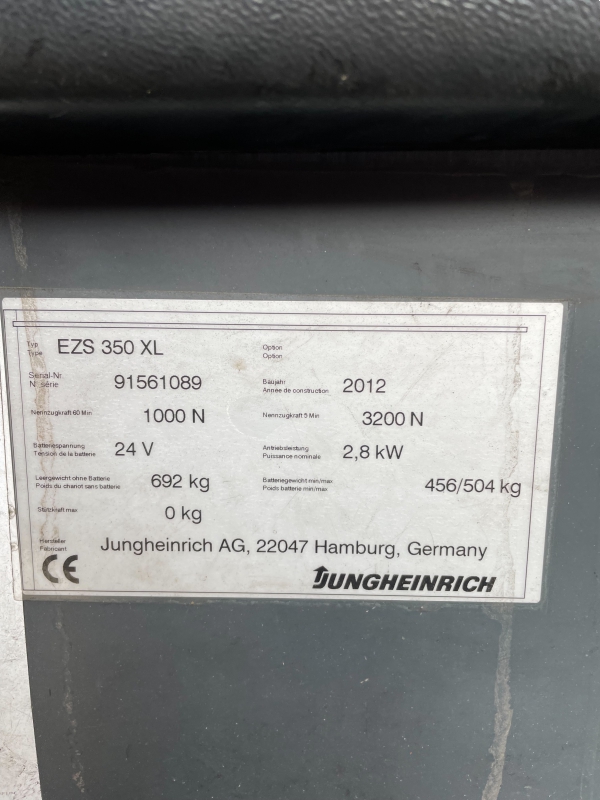 Typ
Type
EZS 350 XL
Option
Option
Serial-Nr.
N° série
91561089
Baujahr
Année de construction
2012
Nennzugkraft 60 Min
1000 N
Nennzugkraft 5 Min
3200 N
Batteriespannung
Tension de la batterie
24 V
Antriebsleistung
Puissance nominale
2,8 kW
Leergewicht ohne Batterie
Poids du chariot sans batterie
692 kg
Batteriegewicht min/max
Poids batterie min/max
456/504 kg
Stützkraft max
0 kg
Hersteller
Fabricant
Jungheinrich AG, 22047 Hamburg, Germany
CE
JUNGHEINRICH